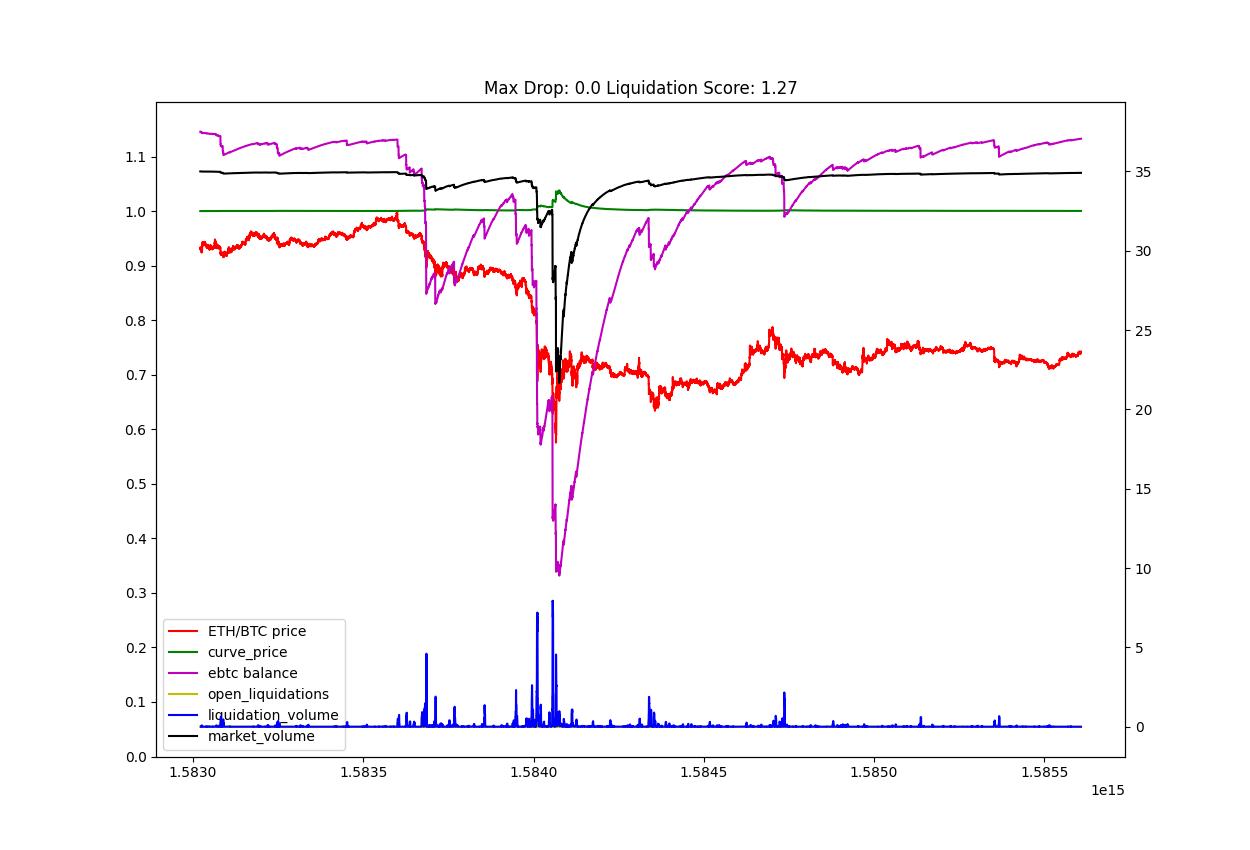 Max Drop: 0.0 Liquidation Score: 1.27
1.1
1.0
0.9
0.8
0.7
0.6
0.5
0.4
0.3
0.2
0.1
0.0
35
30
25
20
15
10
5
0
ETH/BTC price
curve_price
ebtc balance
open_liquidations
liquidation_volume
market_volume
1.5830 1.5835 1.5840 1.5845 1.5850 1.5855
1e15